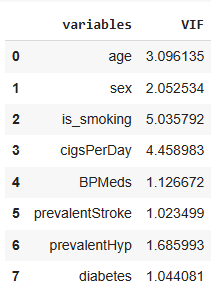 variables VIF
0 age 3.096135
1 sex 2.052534
2 is_smoking 5.035792
3 cigsPerDay 4.458983
4 BPMeds 1.126672
5 prevalentStroke 1.023499
6 prevalentHyp 1.685993
7 diabetes 1.044081